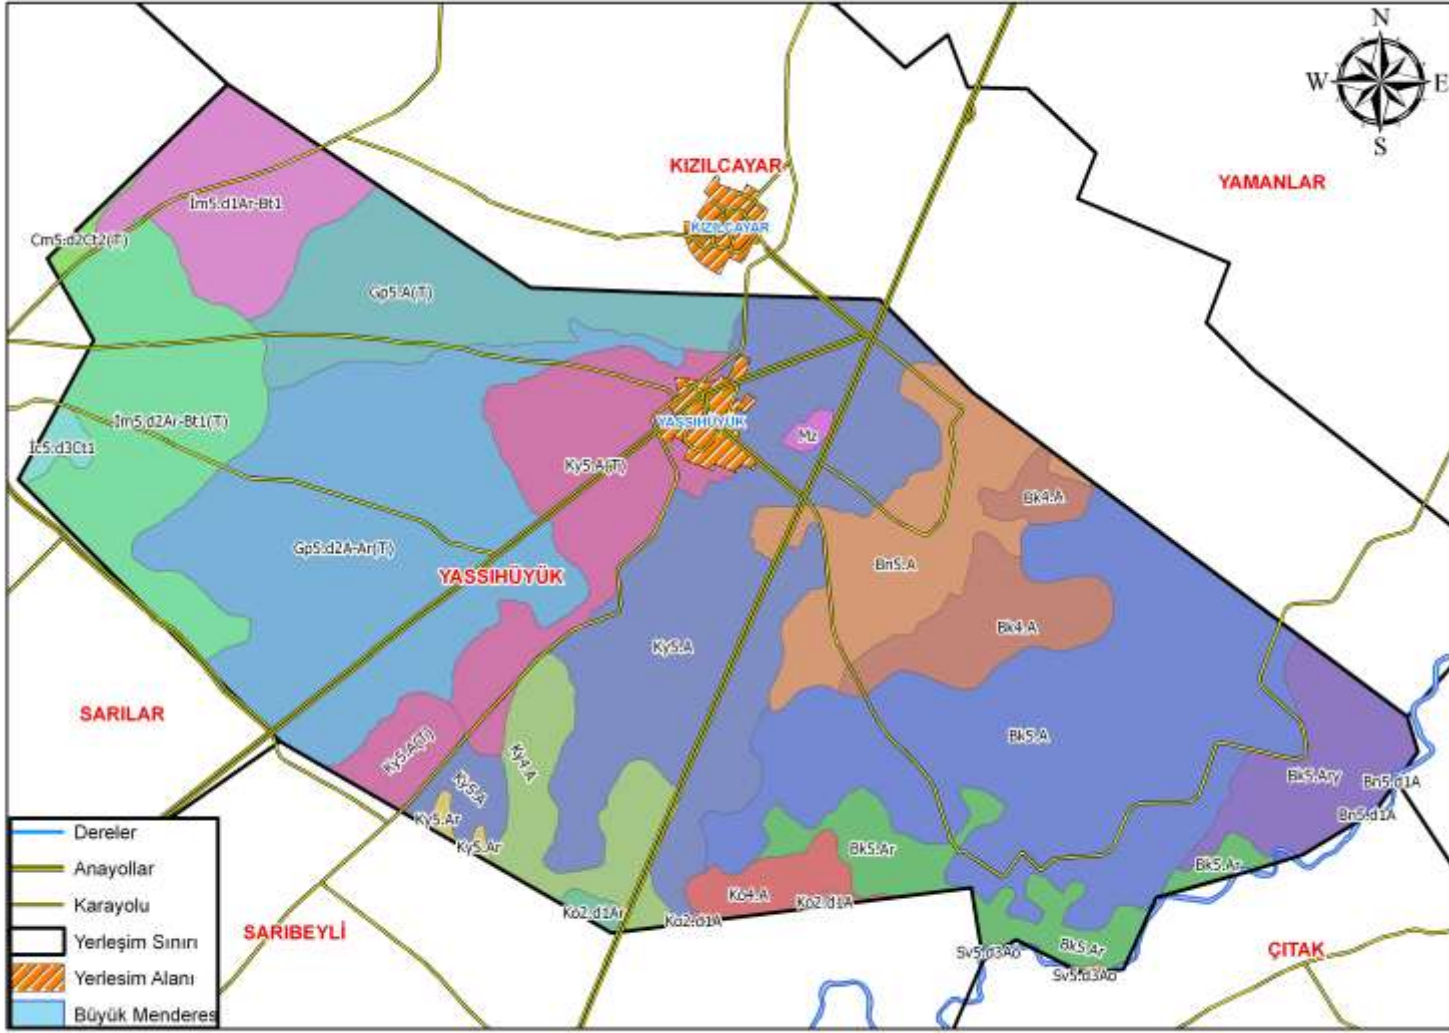 N
W E
S
KIZILCAYAR
YAMANLAR
İm5.d1Ar-Bt1
KIZILCAYAR
Cm5.d2Ct2(T)
Gp5.A(T)
İm5.d2Ar-Bt1(T)
YASSIHÜYÜK
Mz
İc5.d3Ct1
Ky5.A(T)
Bk4.A
Gp5.d2A-Ar(T)
Bn5.A
YASSIHÜYÜK
Bk4.A
Ky5.A
SARILAR
Ky5.A(T)
Ky4.A
Bk5.A
Ky5.A
Bk5.Ary
Bn5.d1A
Ky5.Ar
Bn5.d1A
Ky5.Ar
Bk5.Ar
Bk5.Ar
Ko4.A
Ko2.d1A
Ko2.d1Ar
Ko2.d1A
SARIBEYLİ
Bk5.Ar
Sv5.d3Ao
Sv5.d3Ao
ÇITAK
Dereler
Anayollar
Karayolu
Yerleşim Sınırı
Yerlesim Alanı
Büyük Menderes